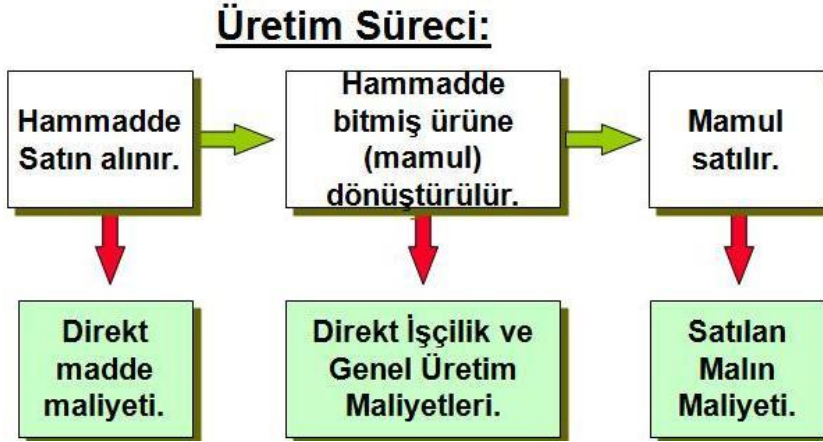 Üretim Süreci:
Hammadde
Satın alınır.
Hammadde
bitmiş ürüne
(mamul)
dönüştürülür.
Mamul
satılır.
Direkt
madde
maliyeti.
Direkt İşçilik ve
Genel Üretim
Maliyetleri.
Satılan
Malın
Maliyeti.